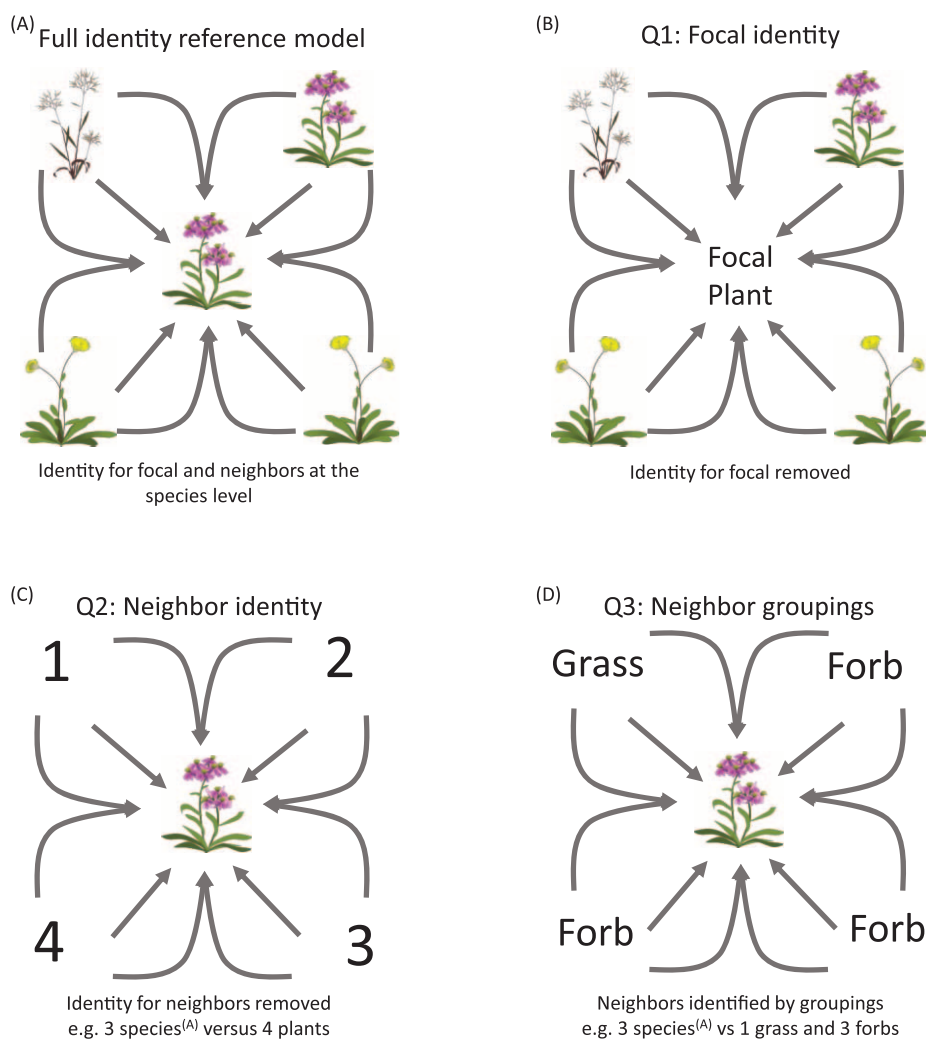 (A)
Full identity reference model
Identity for focal and neighbors at the
species level
(B)
Q1: Focal identity
Focal
Plant
Identity for focal removed
(C)
Q2: Neighbor identity
1
2
4
3
Identity for neighbors removed
e.g. 3 species(A) versus 4 plants
(D)
Q3: Neighbor groupings
Grass
Forb
Forb
Forb
Neighbors identified by groupings
e.g. 3 species(A) vs 1 grass and 3 forbs